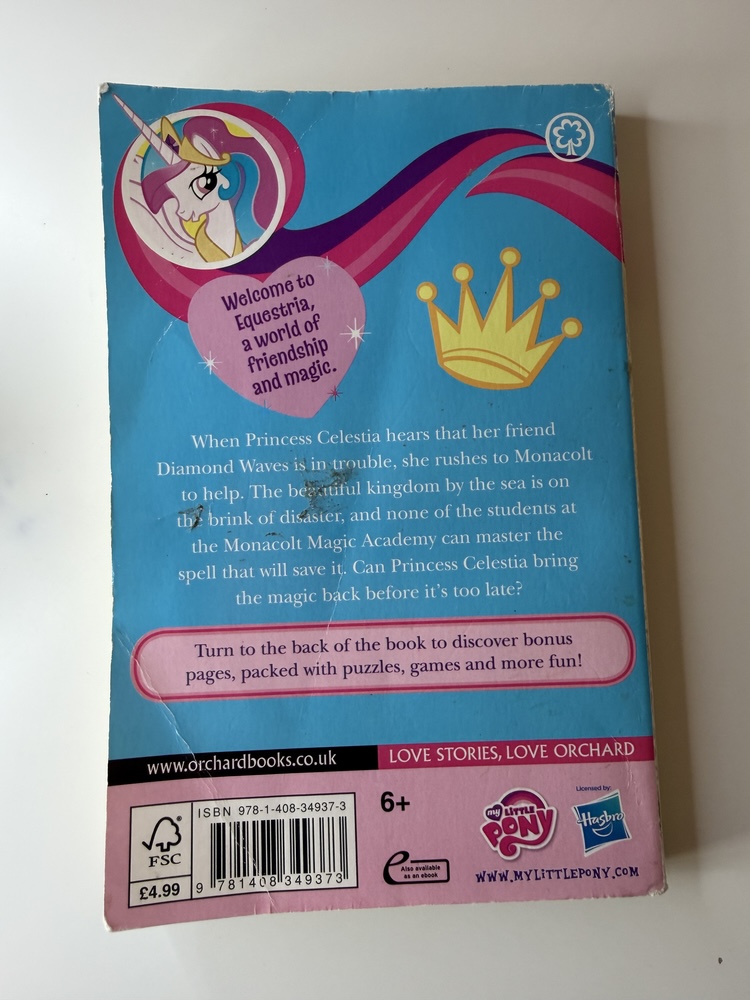 Welcome to
Equestria,
a world of
friendship
and magic.
When Princess Celestia hears that her friend
Diamond Waves is in trouble, she rushes to Monacolt
to help. The beautiful kingdom by the sea is on
the brink of disaster, and none of the students at
the Monacolt Magic Academy can master the
spell that will save it. Can Princess Celestia bring
the magic back before it's too late?
Turn to the back of the book to discover bonus
pages, packed with puzzles, games and more fun!
www.orchardbooks.co.uk
LOVE STORIES, LOVE ORCHARD
FSC
£4.99
ISBN 978-1-408-34937-3
9 781408 349373
6+
e Also available
as an ebook
my LITTLE
PONY
Licensed by:
Hasbro
WWW.MYLITTLEPONY.COM